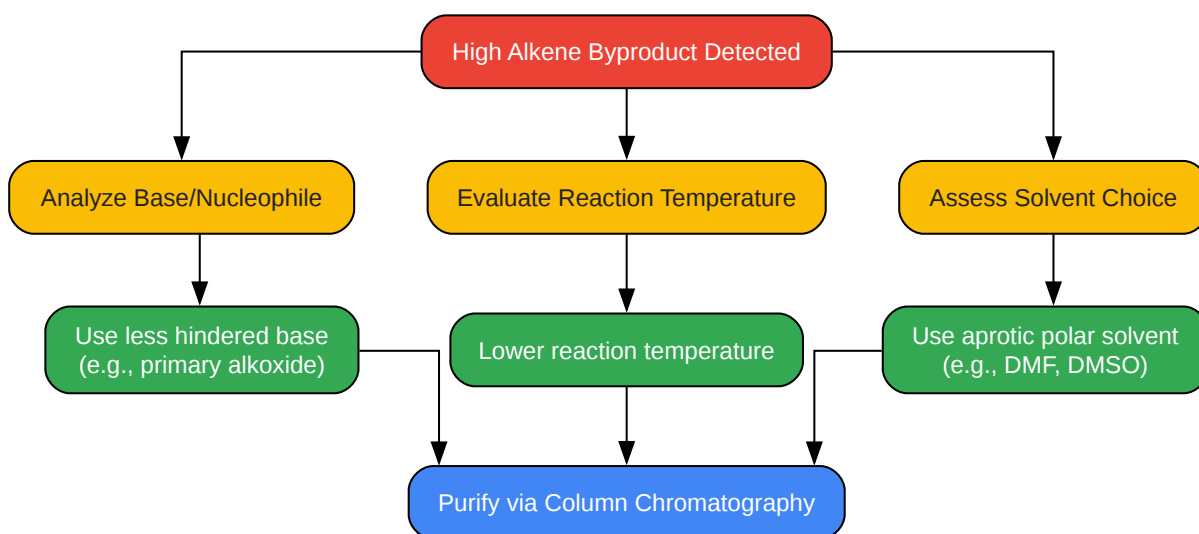 High Alkene Byproduct Detected
Analyze Base/Nucleophile
Evaluate Reaction Temperature
Assess Solvent Choice
Use less hindered base
(e.g., primary alkoxide)
Lower reaction temperature
Use aprotic polar solvent
(e.g., DMF, DMSO)
Purify via Column Chromatography